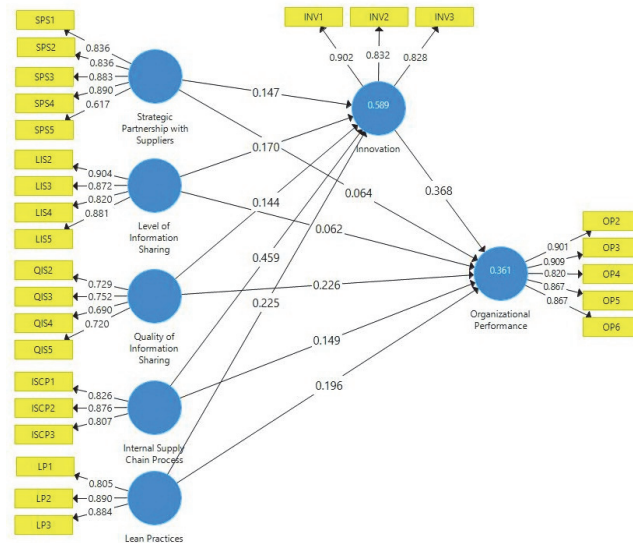 SPS1
SPS2
SPS3
SPS4
SPS5
0.836
0.836
0.883
0.890
0.617
Strategic
Partnership with
Suppliers
LIS2
LIS3
LIS4
LIS5
0.904
0.872
0.820
0.881
Level of
Information
Sharing
QIS2
QIS3
QIS4
QIS5
0.729
0.752
0.690
0.720
Quality of
Information
Sharing
ISCP1
ISCP2
ISCP3
0.826
0.876
0.807
Internal Supply
Chain Process
LP1
LP2
LP3
0.805
0.890
0.884
Lean Practices
0.147
0.170
0.064
0.144
0.062
0.459
0.226
0.225
0.149
0.196
0.368
INV1
INV2
INV3
0.902
0.832
0.828
0.589
Innovation
0.361
Organizational
Performance
0.901
0.909
0.820
0.867
0.867
OP2
OP3
OP4
OP5
OP6